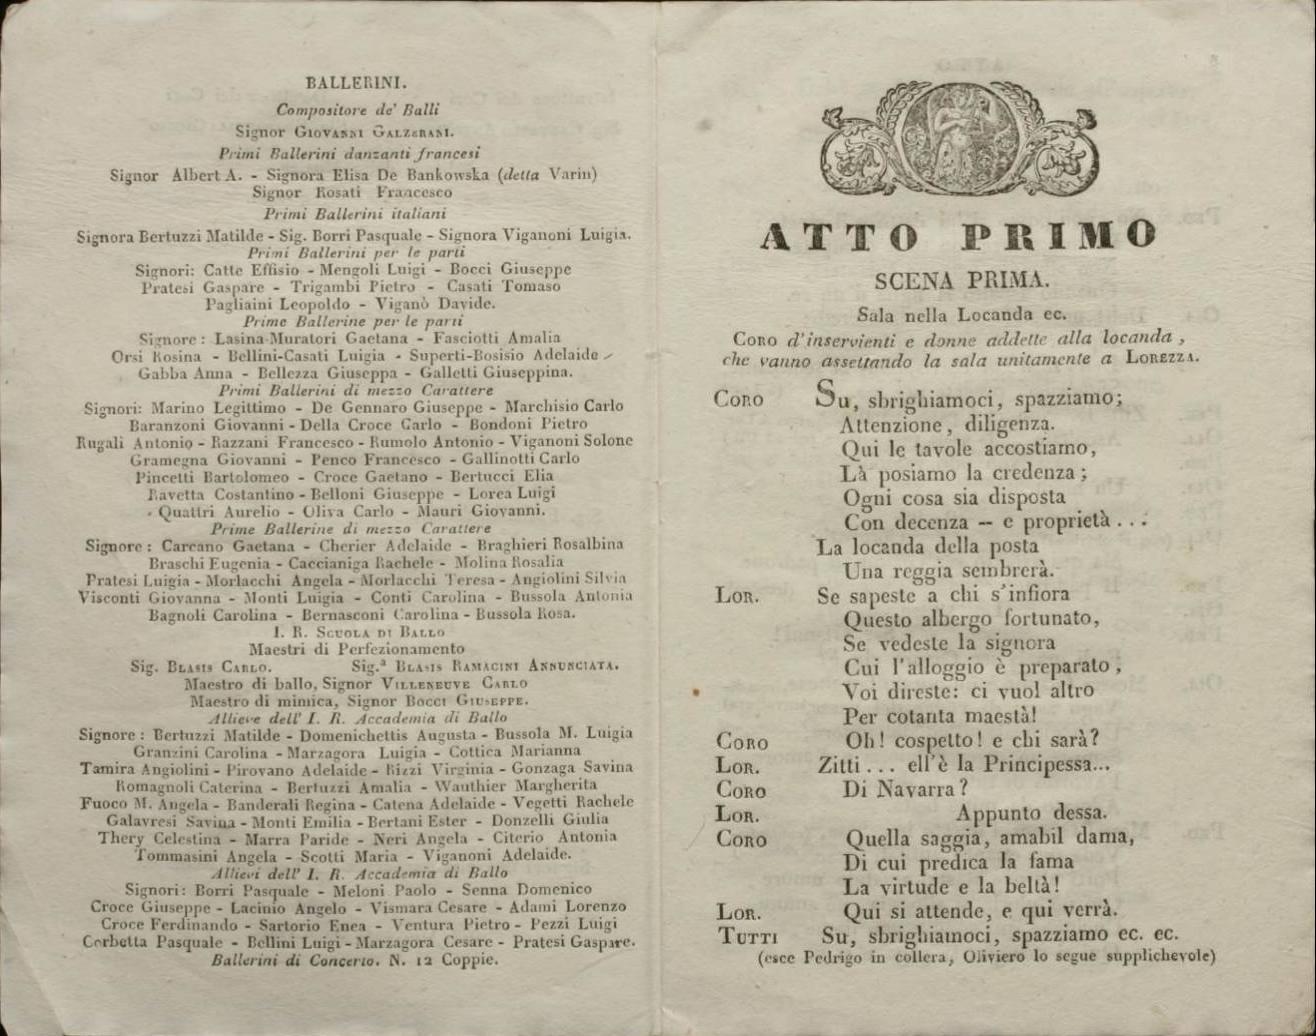 BALLERINI.
Compositore de' Balli
Signor GIOVANNI GALZERANI.
Primi Ballerini danzanti francesi
Signor Albert A. - Signora Elisa De Bankowska (detta Varin)
Signor Rosati Francesco
Primi Ballerini italiani
Signora Bertuzzi Matilde - Sig. Borri Pasquale - Signora Viganoni Luigia.
Primi Ballerini per le parti
Signori: Catte Effisio - Mengoli Luigi - Bocci Giuseppe
Pratesi Gaspare - Trigambi Pietro - Casati Tomaso
Pagliaini Leopoldo - Viganò Davide.
Prime Ballerine per le parti
Signore : Lasina-Muratori Gaetana - Fasciotti Amalia
Orsi Rosina - Bellini-Casati Luigia - Superti-Bosisio Adelaide
Gabba Anna - Bellezza Giuseppa - Galletti Giuseppina.
Primi Ballerini di mezzo Carattere
Signori: Marino Legittimo - De Gennaro Giuseppe - Marchisio Carlo
Baranzoni Giovanni - Della Croce Carlo - Bondoni Pietro
Rugali Antonio - Razzani Francesco - Rumolo Antonio - Viganoni Solone
Gramegna Giovanni - Penco Francesco - Gallinotti Carlo
Pincetti Bartolomeo - Croce Gaetano - Bertucci Elia
Ravetta Costantino - Belloni Giuseppe - Lorea Luigi
Quattri Aurelio - Oliva Carlo - Mauri Giovanni.
Prime Ballerine di mezzo Carattere
Signore : Carcano Gaetana - Cherier Adelaide - Braghieri Rosalbina
Braschi Eugenia - Caccianiga Rachele - Molina Rosalia
Pratesi Luigia - Morlacchi Angela - Morlacchi Teresa - Angiolini Silvia
Visconti Giovanna - Monti Luigia - Conti Carolina - Bussola Antonia
Bagnoli Carolina - Bernasconi Carolina - Bussola Rosa.
I. R. SCUOLA DI BALLO
Maestri di Perfezionamento
Sig. BLASIS CARLO. Sig.ª BLASIS RAMACINI ANNUNCIATA.
Maestro di ballo, Signor VILLENEUVE CARLO
Maestro di mimica, Signor BOCCI GIUSEPPE.
Allieve dell' I. R. Accademia di Ballo
Signore : Bertuzzi Matilde - Domenichettis Augusta - Bussola M. Luigia
Granzini Carolina - Marzagora Luigia - Cottica Marianna
Tamira Angiolini - Pirovano Adelaide - Rizzi Virginia - Gonzaga Savina
Romagnoli Caterina - Bertuzzi Amalia - Wauthier Margherita
Fuoco M. Angela - Banderali Regina - Catena Adelaide - Vegetti Rachele
Galavresi Savina - Monti Emilia - Bertani Ester - Donzelli Giulia
Thery Celestina - Marra Paride - Neri Angela - Citerio Antonia
Tommasini Angela - Scotti Maria - Viganoni Adelaide.
Allievi dell' I. R. Accademia di Ballo
Signori: Borri Pasquale - Meloni Paolo - Senna Domenico
Croce Giuseppe - Lacinio Angelo - Vismara Cesare - Adami Lorenzo
Croce Ferdinando - Sartorio Enea - Ventura Pietro - Pezzi Luigi
Corbetta Pasquale - Bellini Luigi - Marzagora Cesare - Pratesi Gaspare.
Ballerini di Concerto. N. 12 Coppie.
ATTO PRIMO
SCENA PRIMA.
Sala nella Locanda ec.
CORO d'inservienti e donne addette alla locanda,
che vanno assettando la sala unitamente a LOREZZA.
CORO Su, sbrighiamoci, spazziamo;
Attenzione, diligenza.
Qui le tavole accostiamo,
Là posiamo la credenza;
Ogni cosa sia disposta
Con decenza — e proprietà...
La locanda della posta
Una reggia sembrerà.
LOR. Se sapeste a chi s'infiora
Questo albergo fortunato,
Se vedeste la signora
Cui l'alloggio è preparato,
Voi direste: ci vuol altro
Per cotanta maestà!
CORO Oh! cospetto! e chi sarà?
LOR. Zitti... ell'è la Principessa...
CORO Di Navarra?
LOR. Appunto dessa.
CORO Quella saggia, amabil dama,
Di cui predica la fama
La virtude e la beltà!
LOR. Qui si attende, e qui verrà.
TUTTI Su, sbrighiamoci, spazziamo ec. ec.
(esce Pedrigo in collera, Oliviero lo segue supplichevole)